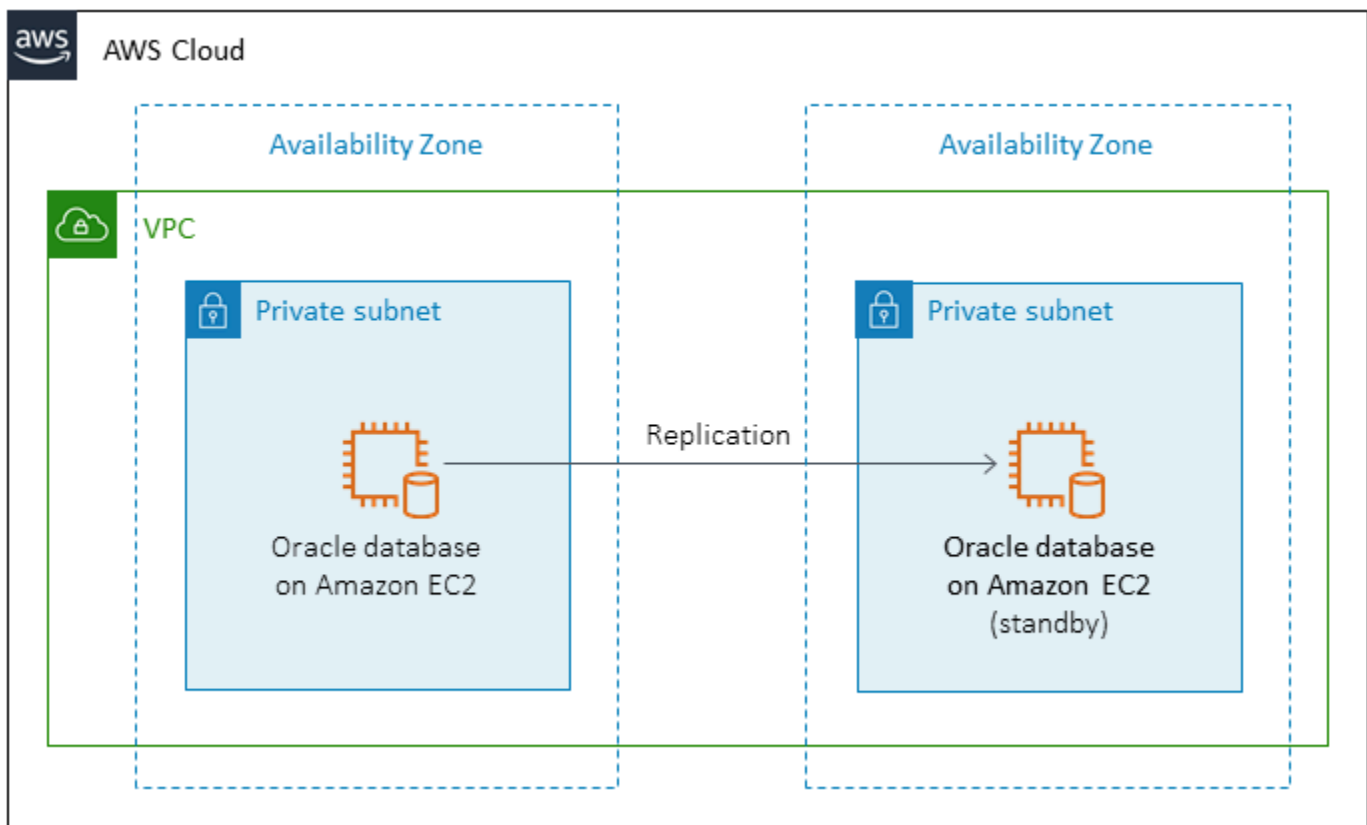 aws
AWS Cloud
Availability Zone
Availability Zone
VPC
Private subnet
Private subnet
Replication
Oracle database
on Amazon EC2
Oracle database
on Amazon EC2
(standby)